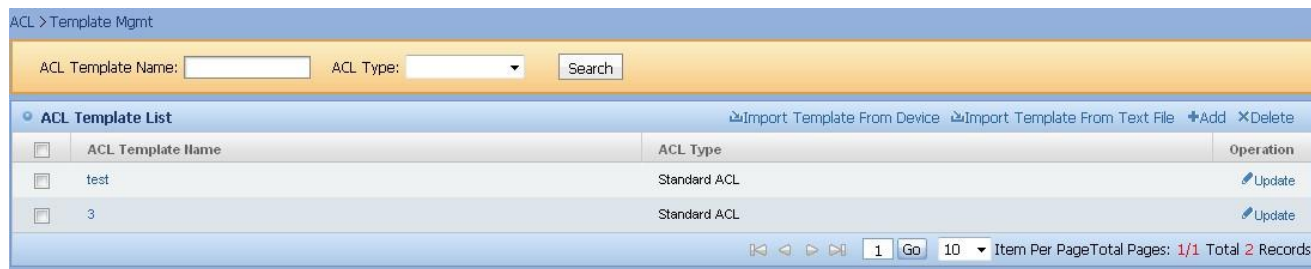 ACL > Template Mgmt
ACL Template Name: ACL Type: Search
ACL Template List Import Template From Device Import Template From Text File Add Delete
ACL Template Name ACL Type Operation
test Standard ACL Update
3 Standard ACL Update
1 Go 10 Item Per PageTotal Pages: 1/1 Total 2 Records